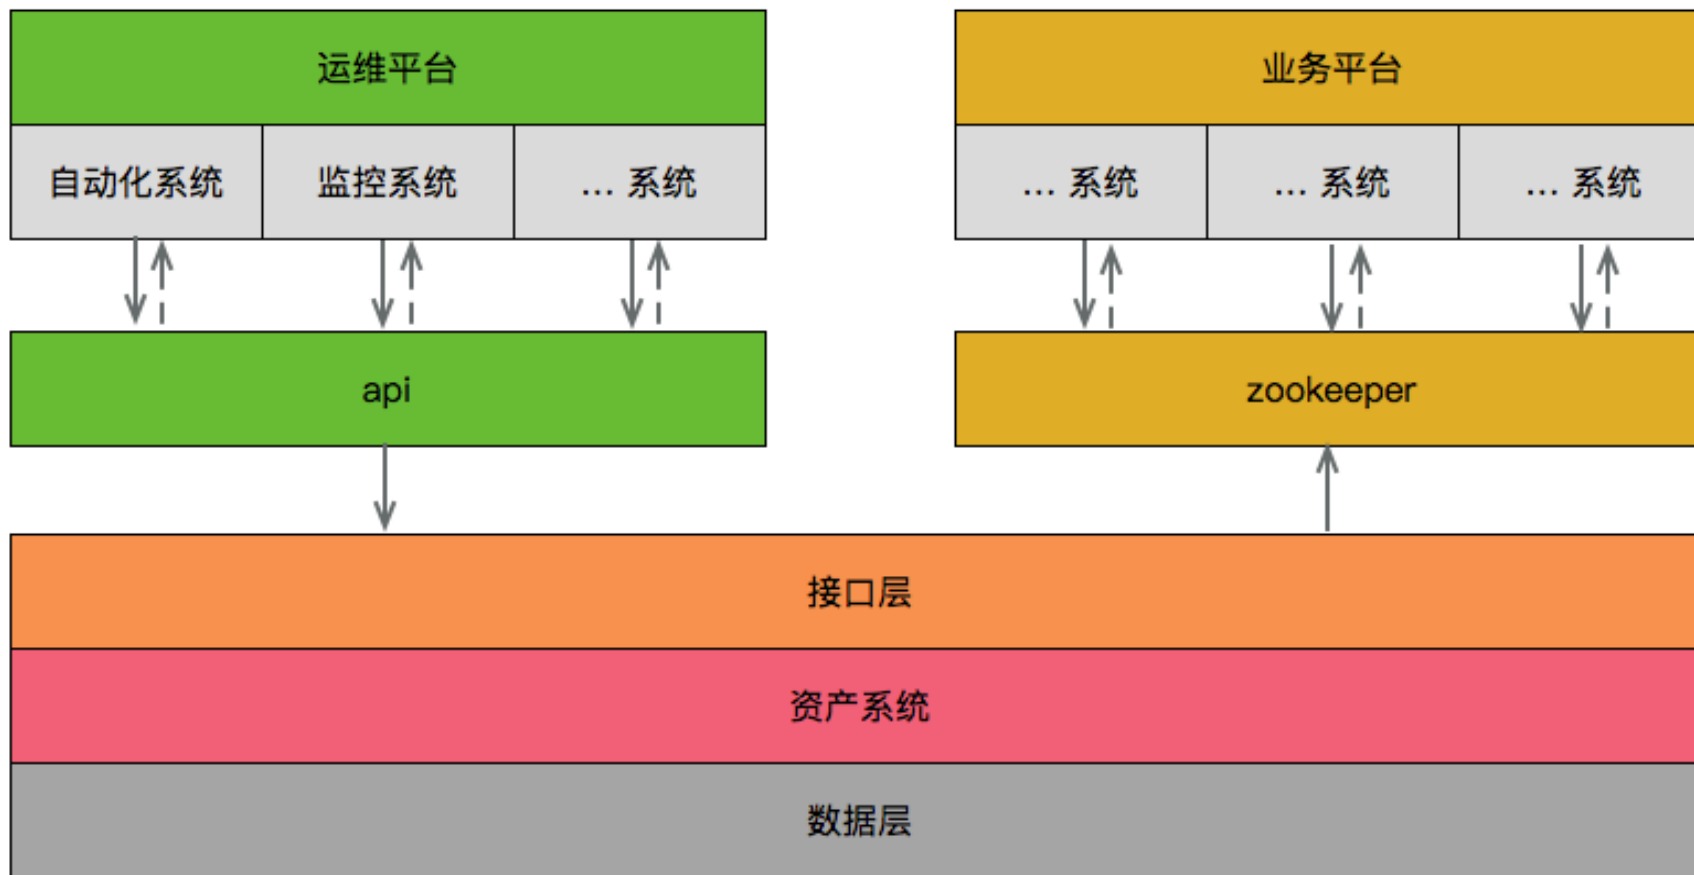 运维平台
业务平台
自动化系统
监控系统
... 系统
... 系统
... 系统
... 系统
api
zookeeper
接口层
资产系统
数据层